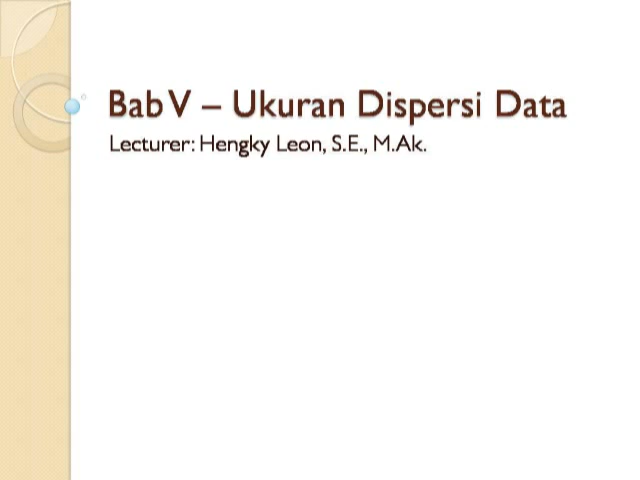 Bab V – Ukuran Dispersi Data
Lecturer: Hengky Leon, S.E., M.Ak.